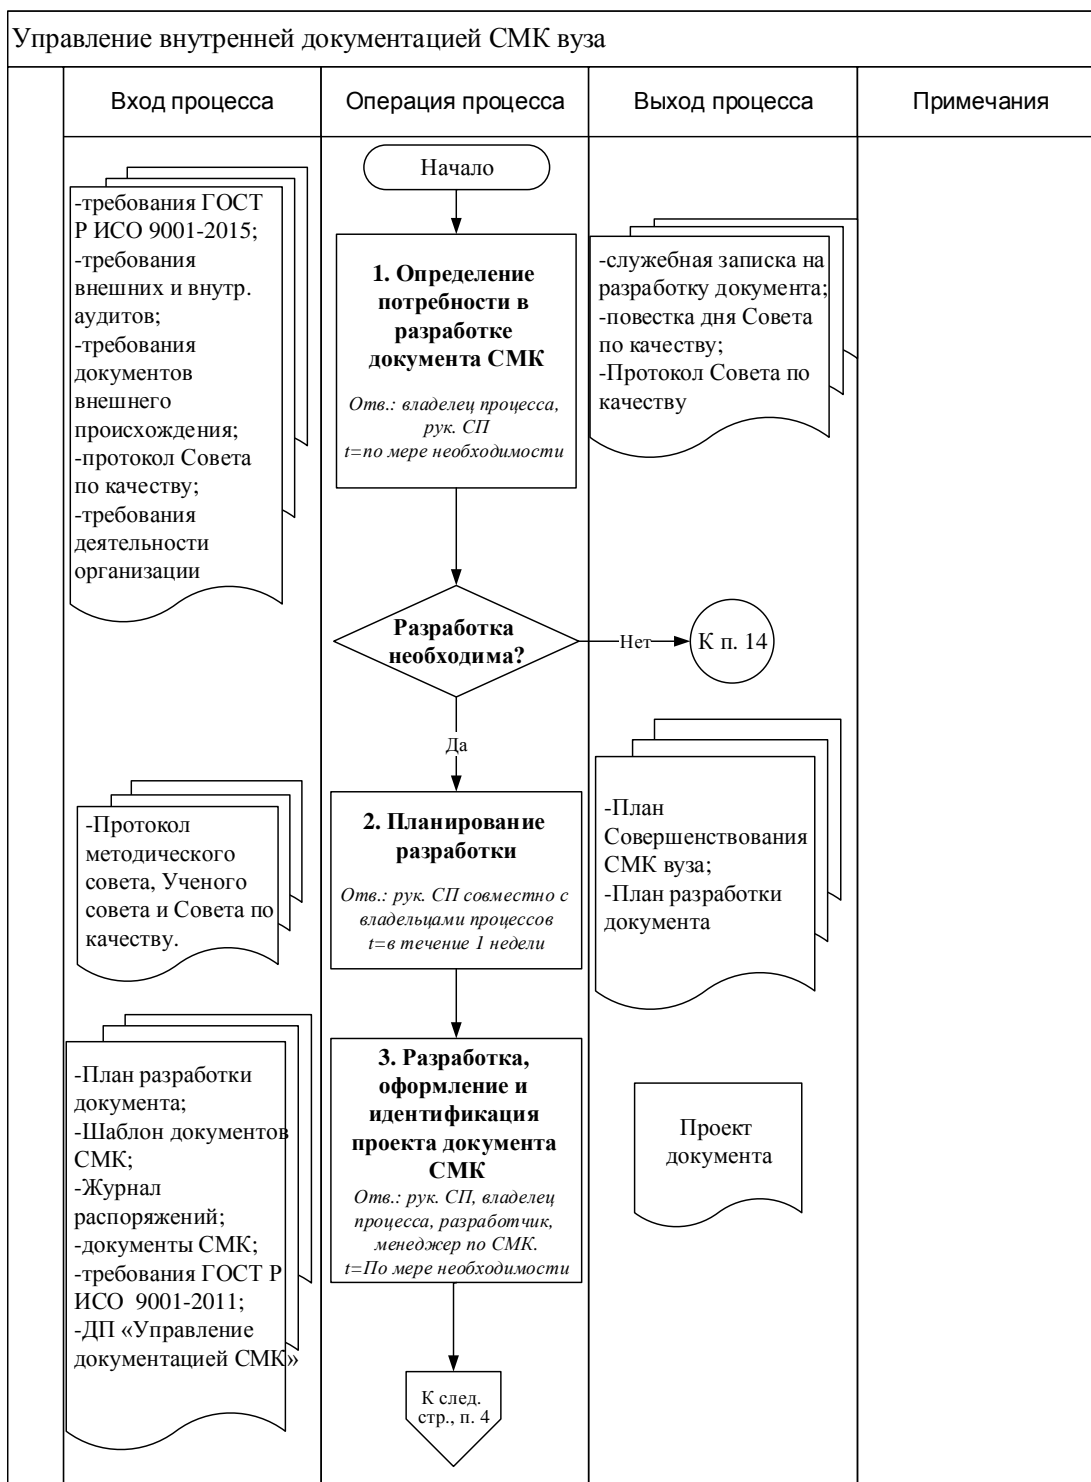 Управление внутренней документацией СМК вуза
Вход процесса
Операция процесса
Выход процесса
Примечания
Начало
-требования ГОСТ
Р ИСО 9001-2015;
-требования
внешних и внутр.
аудитов;
-требования
документов
внешнего
происхождения;
-протокол Совета
по качеству;
-требования
деятельности
организации
1. Определение
потребности в
разработке
документа СМК
Отв.: владелец процесса,
рук. СП
t=по мере необходимости
-служебная записка на
разработку документа;
-повестка дня Совета
по качеству;
-Протокол Совета по
качеству
Разработка
необходима?
Нет
К п. 14
Да
-Протокол
методического
совета, Ученого
совета и Совета по
качеству.
2. Планирование
разработки
Отв.: рук. СП совместно с
владельцами процессов
t=в течение 1 недели
-План
Совершенствования
СМК вуза;
-План разработки
документа
-План разработки
документа;
-Шаблон документов
СМК;
-Журнал
распоряжений;
-документы СМК;
-требования ГОСТ Р
ИСО  9001-2011;
-ДП «Управление
документацией СМК»
3. Разработка,
оформление и
идентификация
проекта документа
СМК
Отв.: рук. СП, владелец
процесса, разработчик,
менеджер по СМК.
t=По мере необходимости
Проект
документа
К след.
стр., п. 4